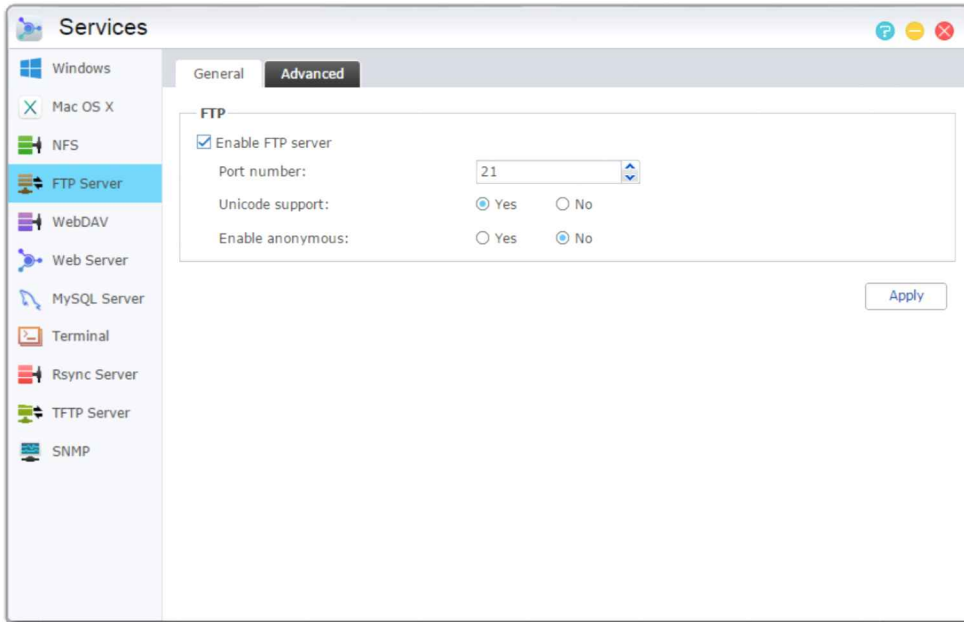 Services
Windows
Mac OS X
NFS
FTP Server
WebDAV
Web Server
MySQL Server
Terminal
Rsync Server
TFTP Server
SNMP
General
Advanced
FTP
Enable FTP server
Port number: 21
Unicode support: Yes No
Enable anonymous: Yes No
Apply